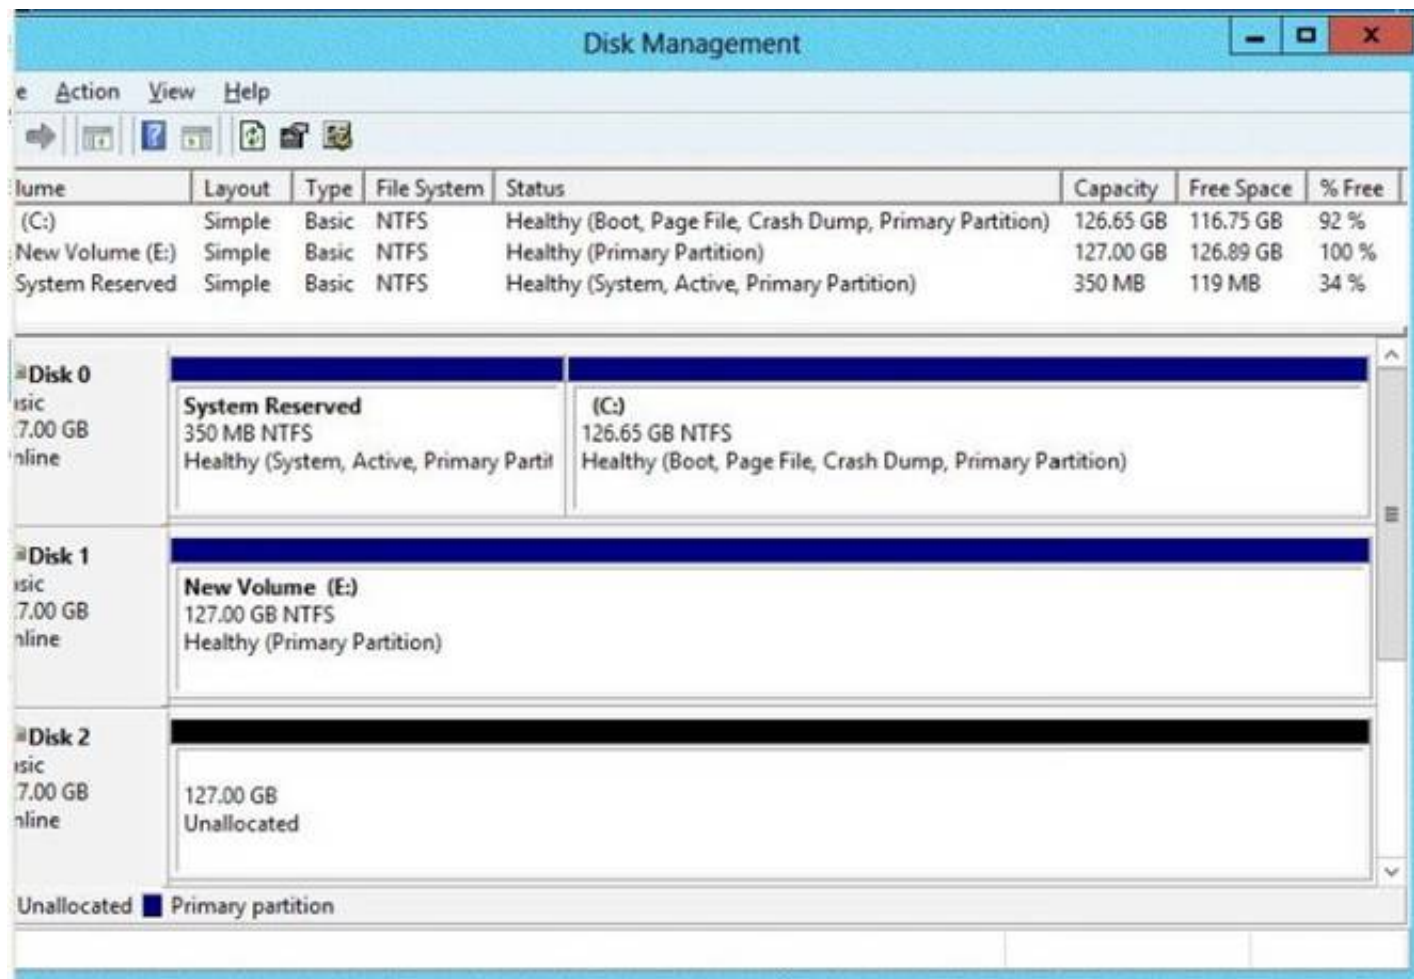 Disk Management
e Action View Help
lume Layout Type File System Status Capacity Free Space % Free
(C:) Simple Basic NTFS Healthy (Boot, Page File, Crash Dump, Primary Partition) 126.65 GB 116.75 GB 92 %
New Volume (E:) Simple Basic NTFS Healthy (Primary Partition) 127.00 GB 126.89 GB 100 %
System Reserved Simple Basic NTFS Healthy (System, Active, Primary Partition) 350 MB 119 MB 34 %
Disk 0
asic
7.00 GB
nline
System Reserved
350 MB NTFS
Healthy (System, Active, Primary Partit
(C:)
126.65 GB NTFS
Healthy (Boot, Page File, Crash Dump, Primary Partition)
Disk 1
asic
7.00 GB
nline
New Volume (E:)
127.00 GB NTFS
Healthy (Primary Partition)
Disk 2
asic
7.00 GB
nline
127.00 GB
Unallocated
Unallocated Primary partition